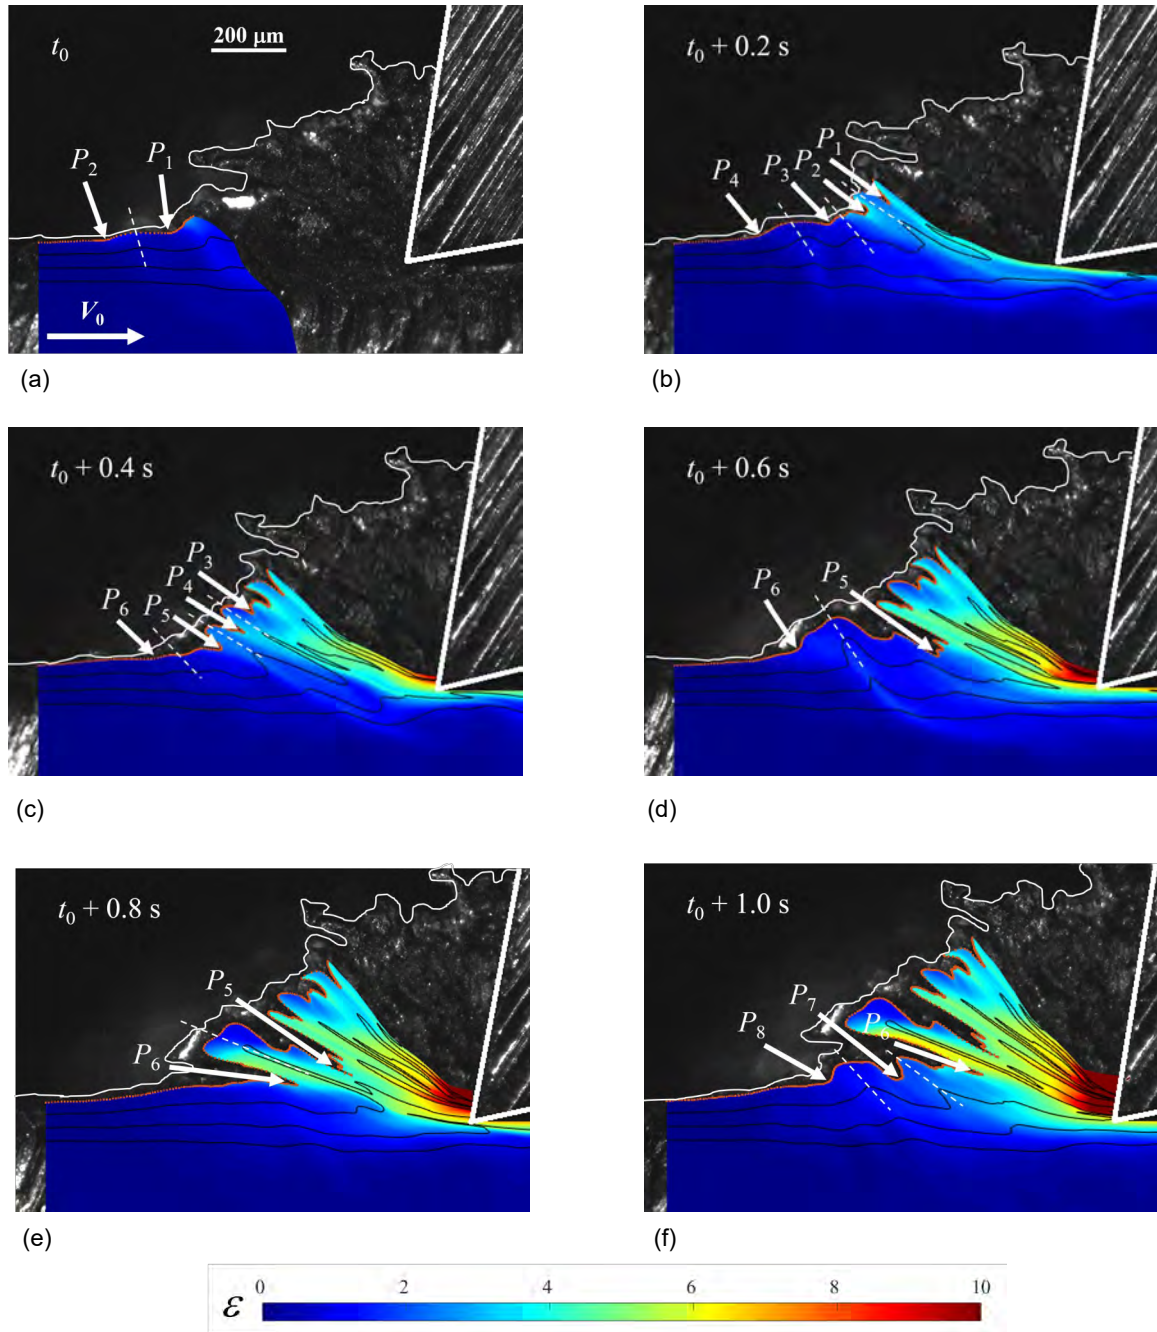 t0
200 μm
P2
P1
V0
(a)
t0 + 0.2 s
P1
P2
P3
P4
(b)
t0 + 0.4 s
P3
P4
P5
P6
(c)
t0 + 0.6 s
P5
P6
(d)
t0 + 0.8 s
P5
P6
(e)
t0 + 1.0 s
P7
P6
P8
(f)
0 2 4 6 8 10
ε